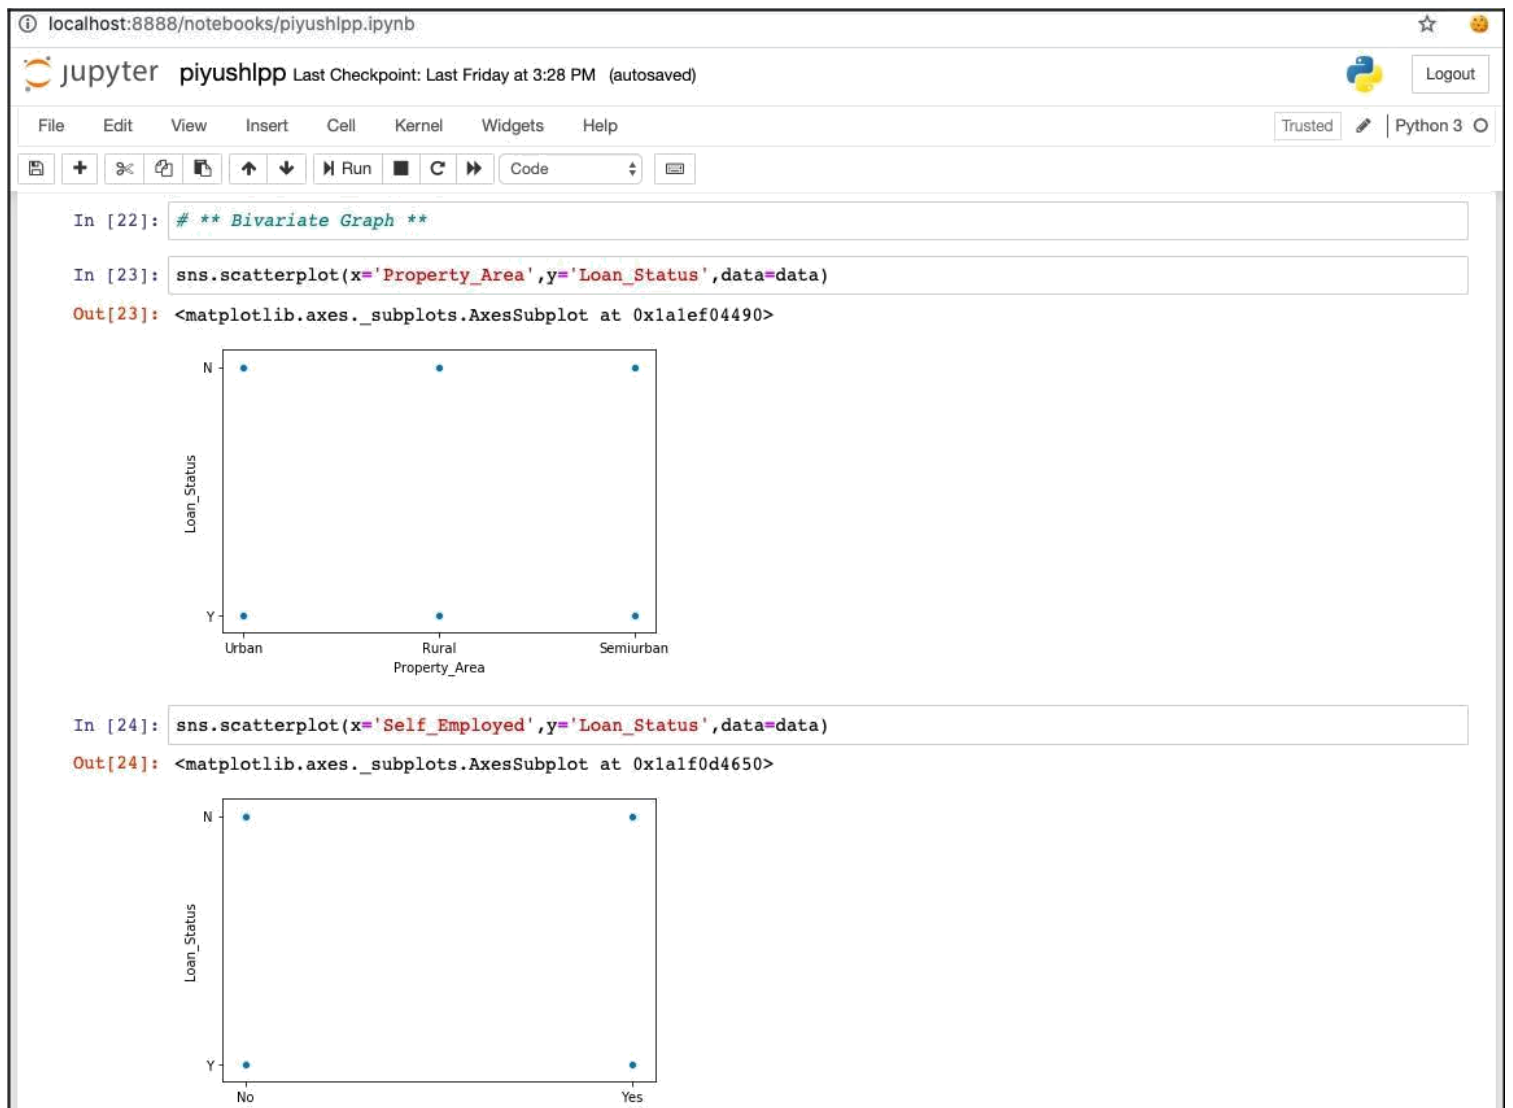 localhost:8888/notebooks/piyushlpp.ipynb
jupyter piyushlpp Last Checkpoint: Last Friday at 3:28 PM (autosaved)
Logout
File Edit View Insert Cell Kernel Widgets Help
Trusted Python 3
Run Code
In [22]: # ** Bivariate Graph **
In [23]: sns.scatterplot(x='Property_Area',y='Loan_Status',data=data)
Out[23]: <matplotlib.axes._subplots.AxesSubplot at 0x1a1ef04490>
N
Loan_Status
Y
Urban Rural Semiurban
Property_Area
In [24]: sns.scatterplot(x='Self_Employed',y='Loan_Status',data=data)
Out[24]: <matplotlib.axes._subplots.AxesSubplot at 0x1a1f0d4650>
N
Loan_Status
Y
No Yes